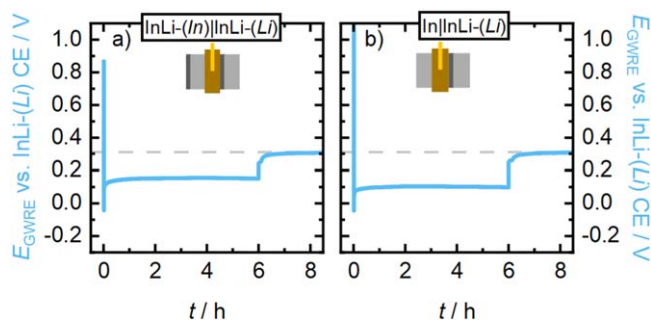 InLi-(In)|InLi-(Li)
In|InLi-(Li)
a)
b)
E_GWRE vs. InLi-(Li) CE / V
1.0
0.8
0.6
0.4
0.2
0.0
-0.2
0 2 4 6 8
t / h
0 2 4 6 8
t / h
1.0
0.8
0.6
0.4
0.2
0.0
-0.2
E_GWRE vs. InLi-(Li) CE / V